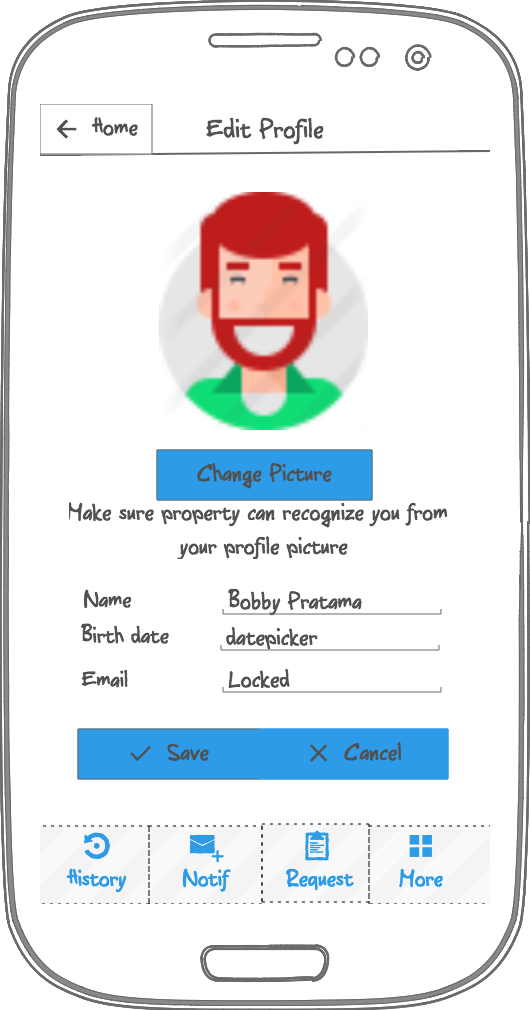 Home
Edit Profile
Change Picture
Make sure property can recognize you from
your profile picture
Name Bobby Pratama
Birth date datepicker
Email Locked
Save Cancel
History Notif Request More